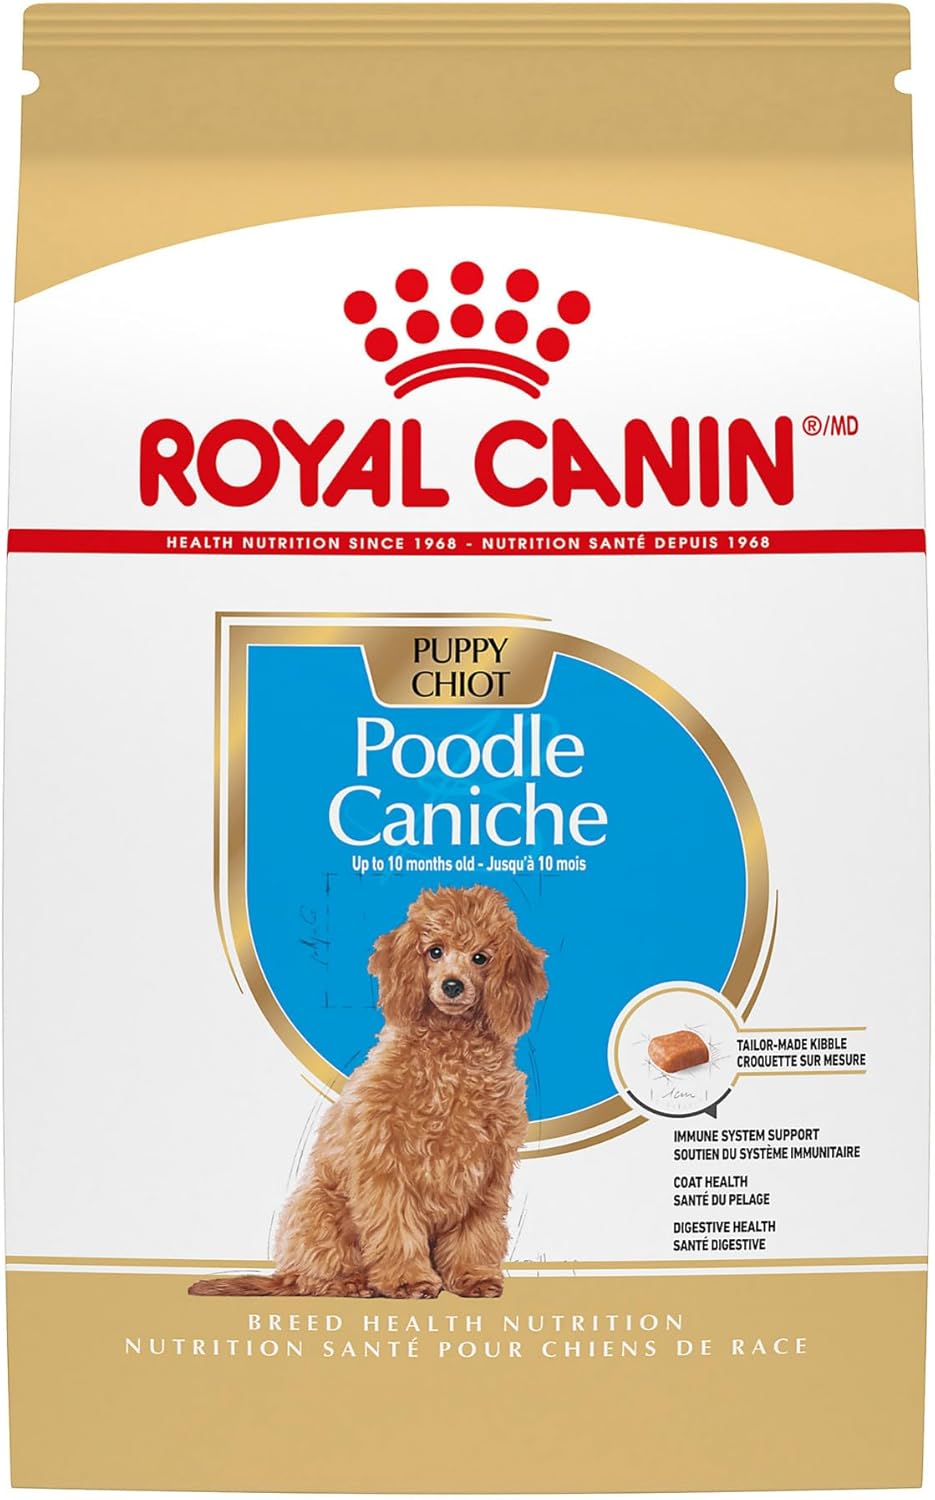 ROYAL CANIN ®/MD
HEALTH NUTRITION SINCE 1968 - NUTRITION SANTÉ DEPUIS 1968
PUPPY
CHIOT
Poodle
Caniche
Up to 10 months old - Jusqu'à 10 mois
TAILOR-MADE KIBBLE
CROQUETTE SUR MESURE
1cm
IMMUNE SYSTEM SUPPORT
SOUTIEN DU SYSTÈME IMMUNITAIRE
COAT HEALTH
SANTÉ DU PELAGE
DIGESTIVE HEALTH
SANTÉ DIGESTIVE
BREED HEALTH NUTRITION
NUTRITION SANTÉ POUR CHIENS DE RACE